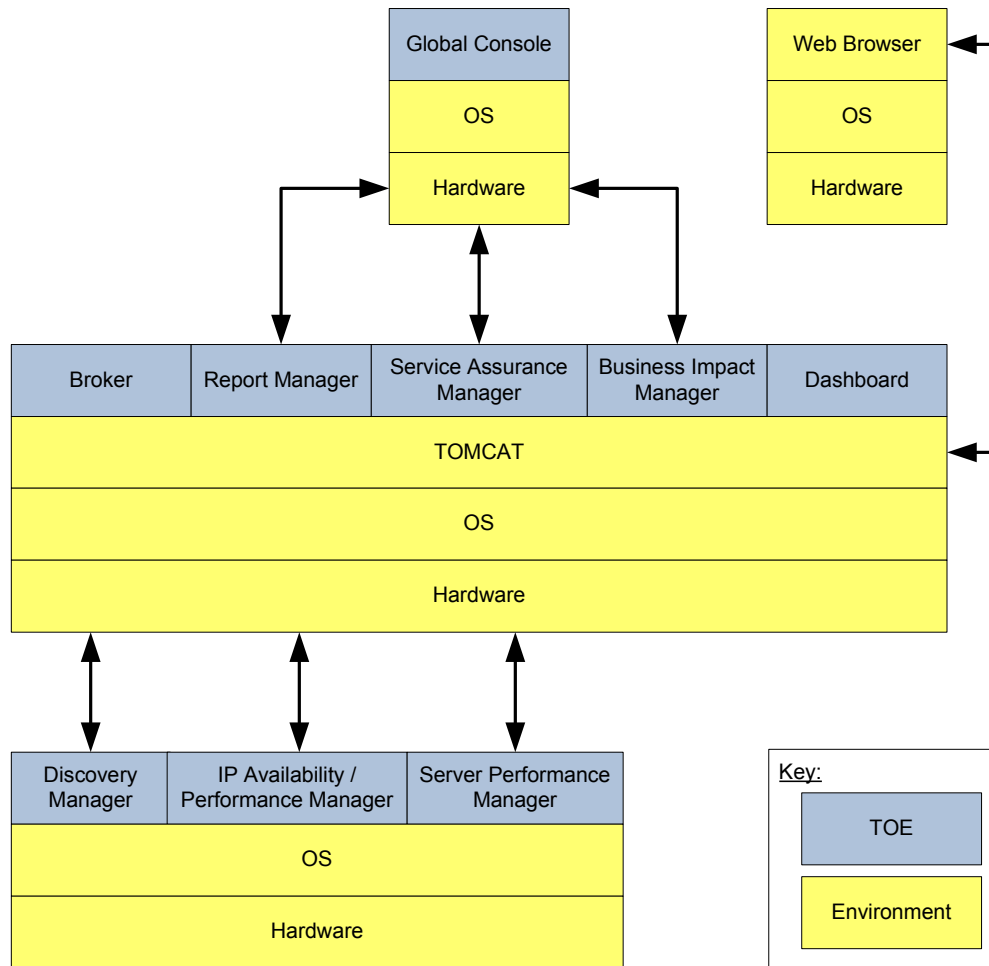 Global Console
OS
Hardware
Web Browser
OS
Hardware
Broker
Report Manager
Service Assurance
Manager
Business Impact
Manager
Dashboard
TOMCAT
OS
Hardware
Discovery
Manager
IP Availability /
Performance Manager
Server Performance
Manager
OS
Hardware
Key:
TOE
Environment